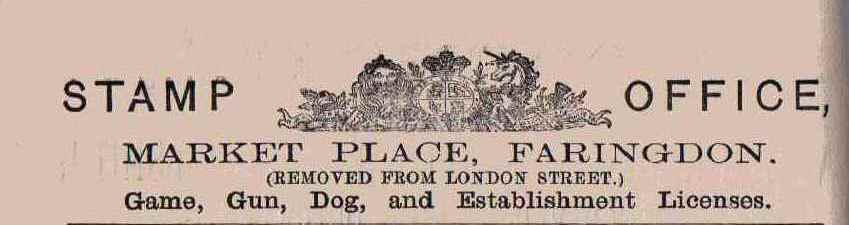 STAMP OFFICE,
MARKET PLACE, FARINGDON.
(REMOVED FROM LONDON STREET.)
Game, Gun, Dog, and Establishment Licenses.